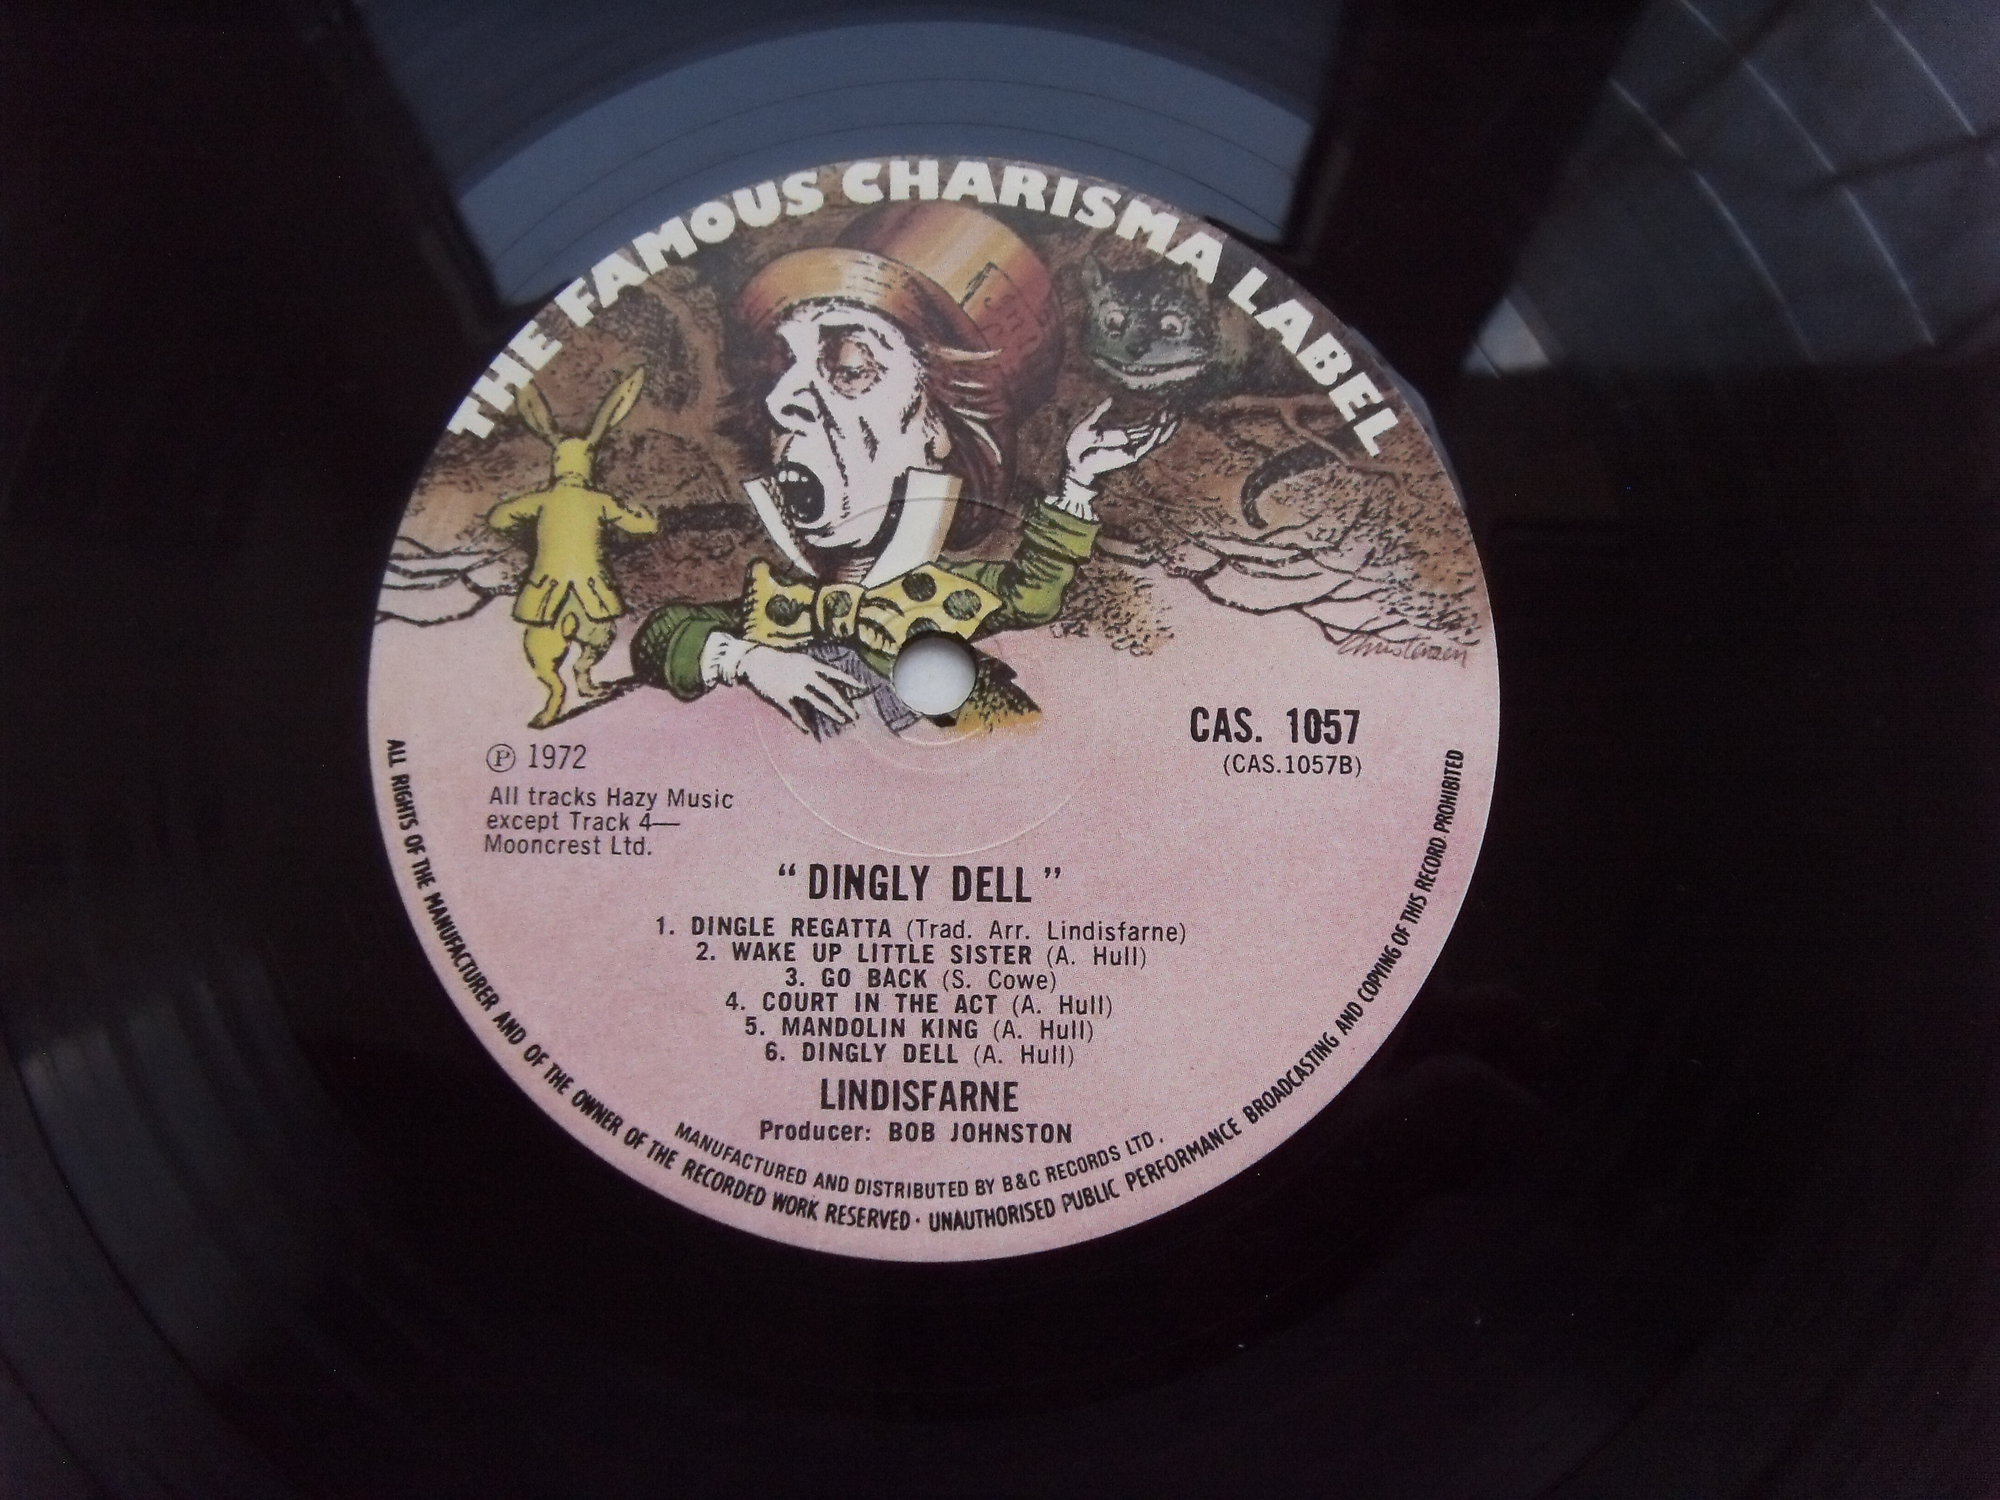 THE FAMOUS CHARISMA LABEL
Christensen
CAS. 1057
(CAS.1057B)
Ⓟ 1972
All tracks Hazy Music
except Track 4—
Mooncrest Ltd.
“DINGLY DELL”
1. DINGLE REGATTA (Trad. Arr. Lindisfarne)
2. WAKE UP LITTLE SISTER (A. Hull)
3. GO BACK (S. Cowe)
4. COURT IN THE ACT (A. Hull)
5. MANDOLIN KING (A. Hull)
6. DINGLY DELL (A. Hull)
LINDISFARNE
Producer: BOB JOHNSTON
MANUFACTURED AND DISTRIBUTED BY B&C RECORDS LTD.
ALL RIGHTS OF THE MANUFACTURER AND OF THE OWNER OF THE RECORDED WORK RESERVED · UNAUTHORISED PUBLIC PERFORMANCE BROADCASTING AND COPYING OF THIS RECORD PROHIBITED